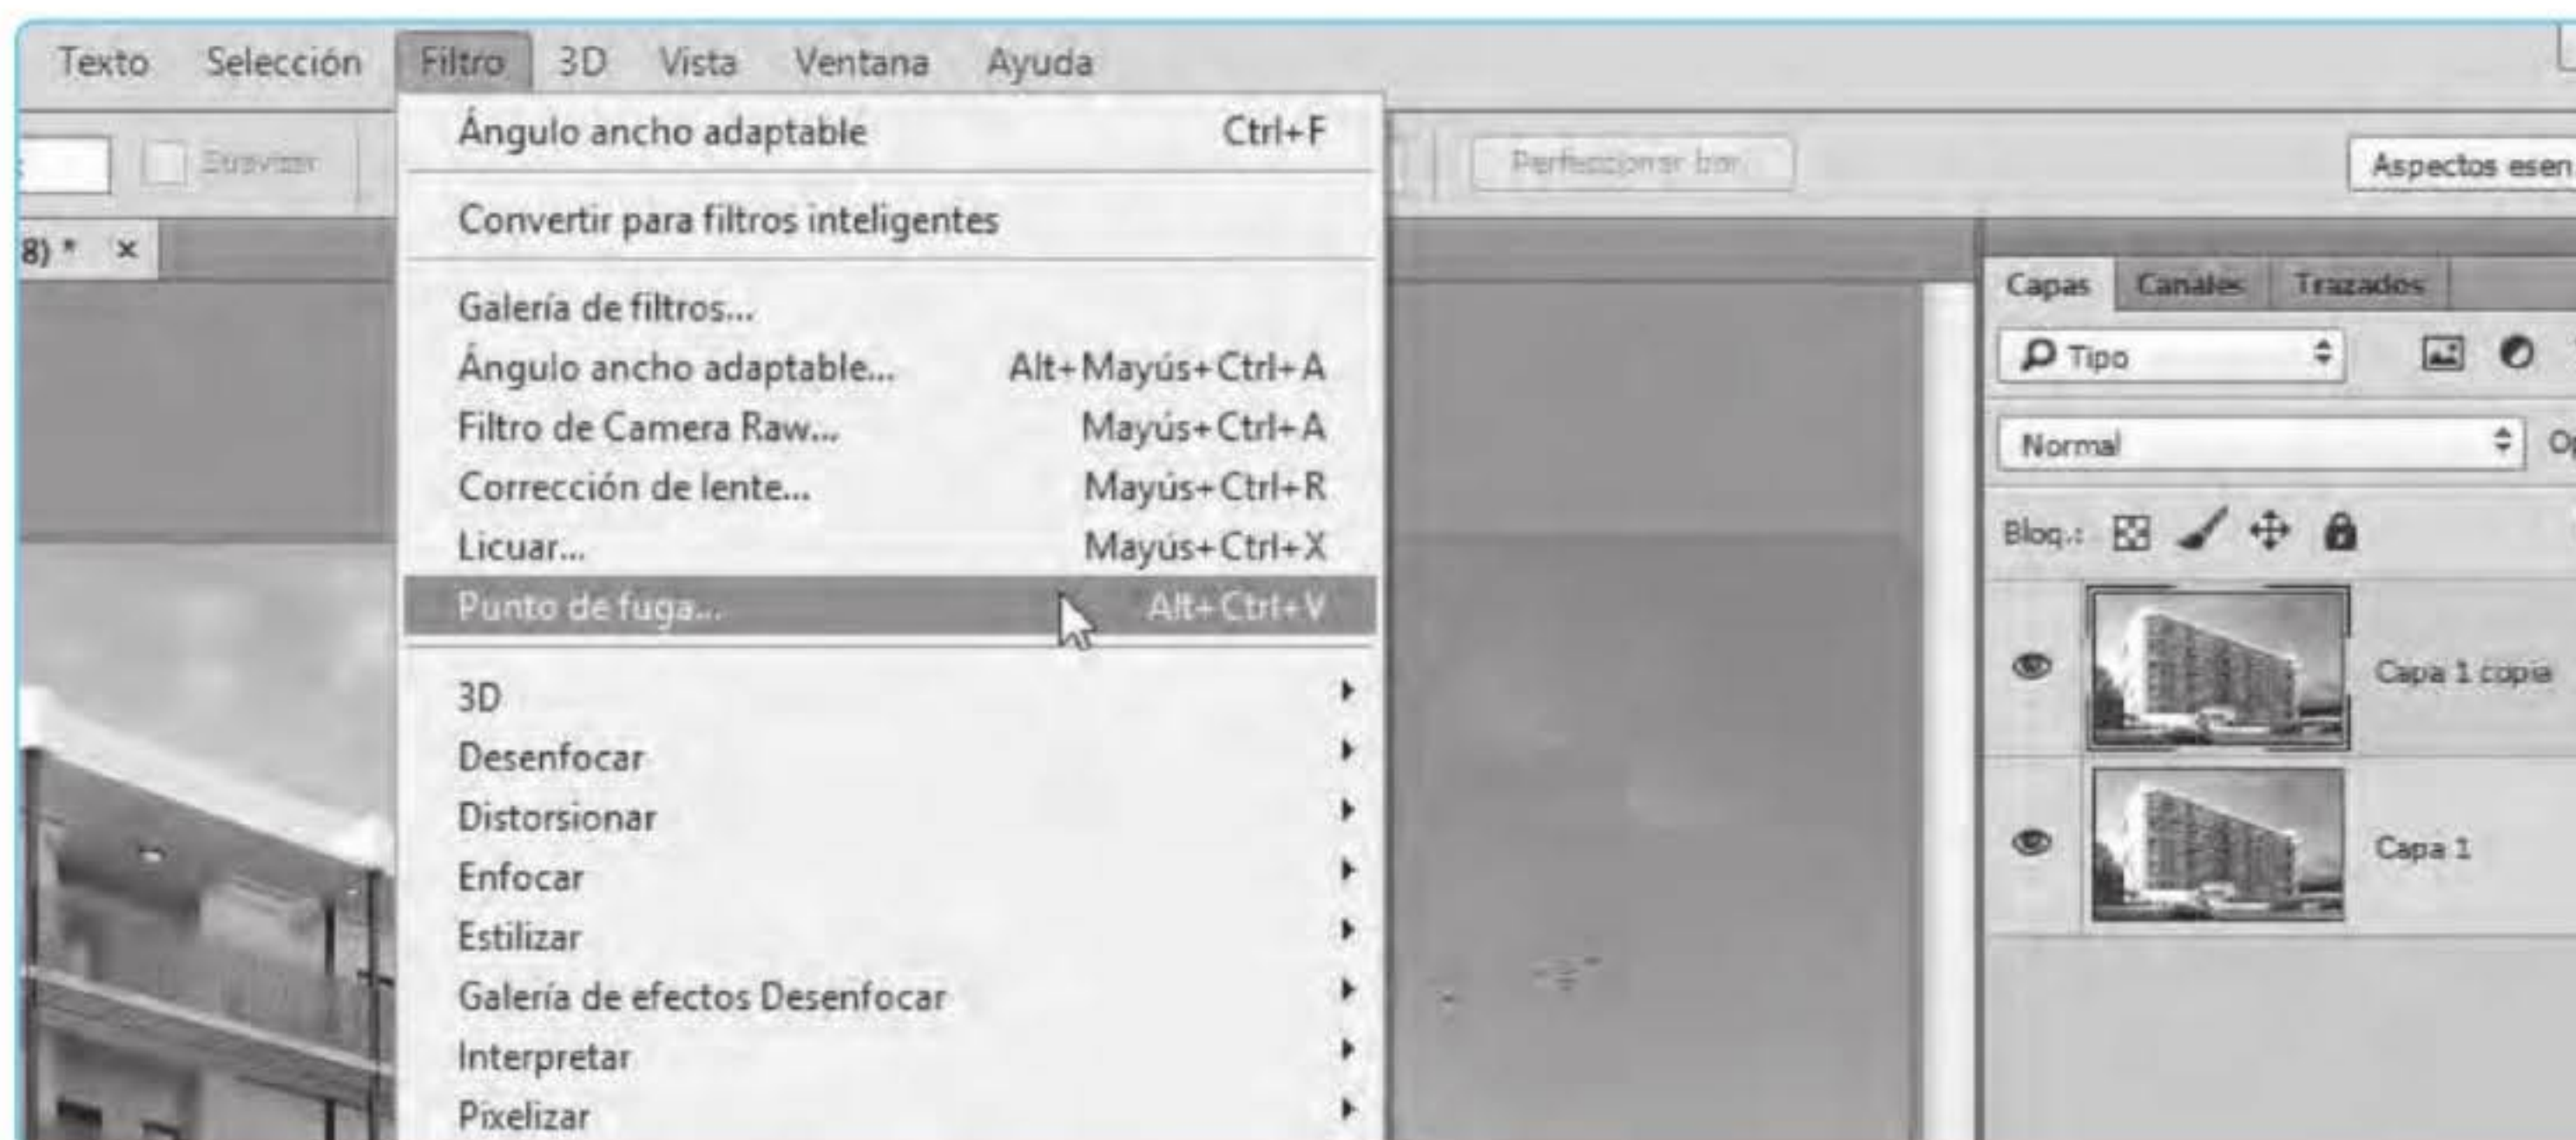 Texto Selección Filtro 3D Vista Ventana Ayuda
Ángulo ancho adaptable Ctrl+F
Convertir para filtros inteligentes
Galería de filtros...
Ángulo ancho adaptable... Alt+Mayús+Ctrl+A
Filtro de Camera Raw... Mayús+Ctrl+A
Corrección de lente... Mayús+Ctrl+R
Licuar... Mayús+Ctrl+X
Punto de fuga... Alt+Ctrl+V
3D
Desenfocar
Distorsionar
Enfocar
Estilizar
Galería de efectos Desenfocar
Interpretar
Pixelizar
8) * ×
Perfeccionar bor
Aspectos esen
Capas Canales Trazados
Tipo
Normal Op
Bloq.:
Capa 1 copia
Capa 1